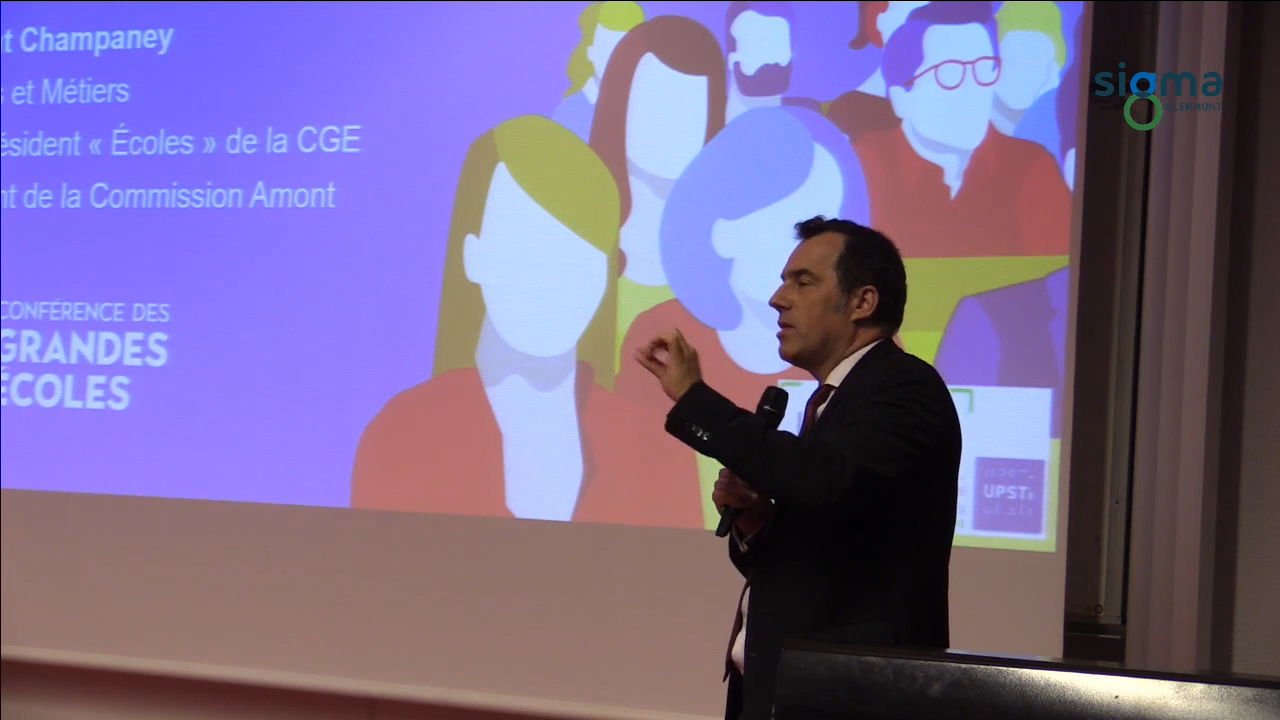 t Champaney
s et Métiers
ésident « Écoles » de la CGE
nt de la Commission Amont
CONFÉRENCE DES
GRANDES
ÉCOLES
sigma
CLERMONT
UPSTi